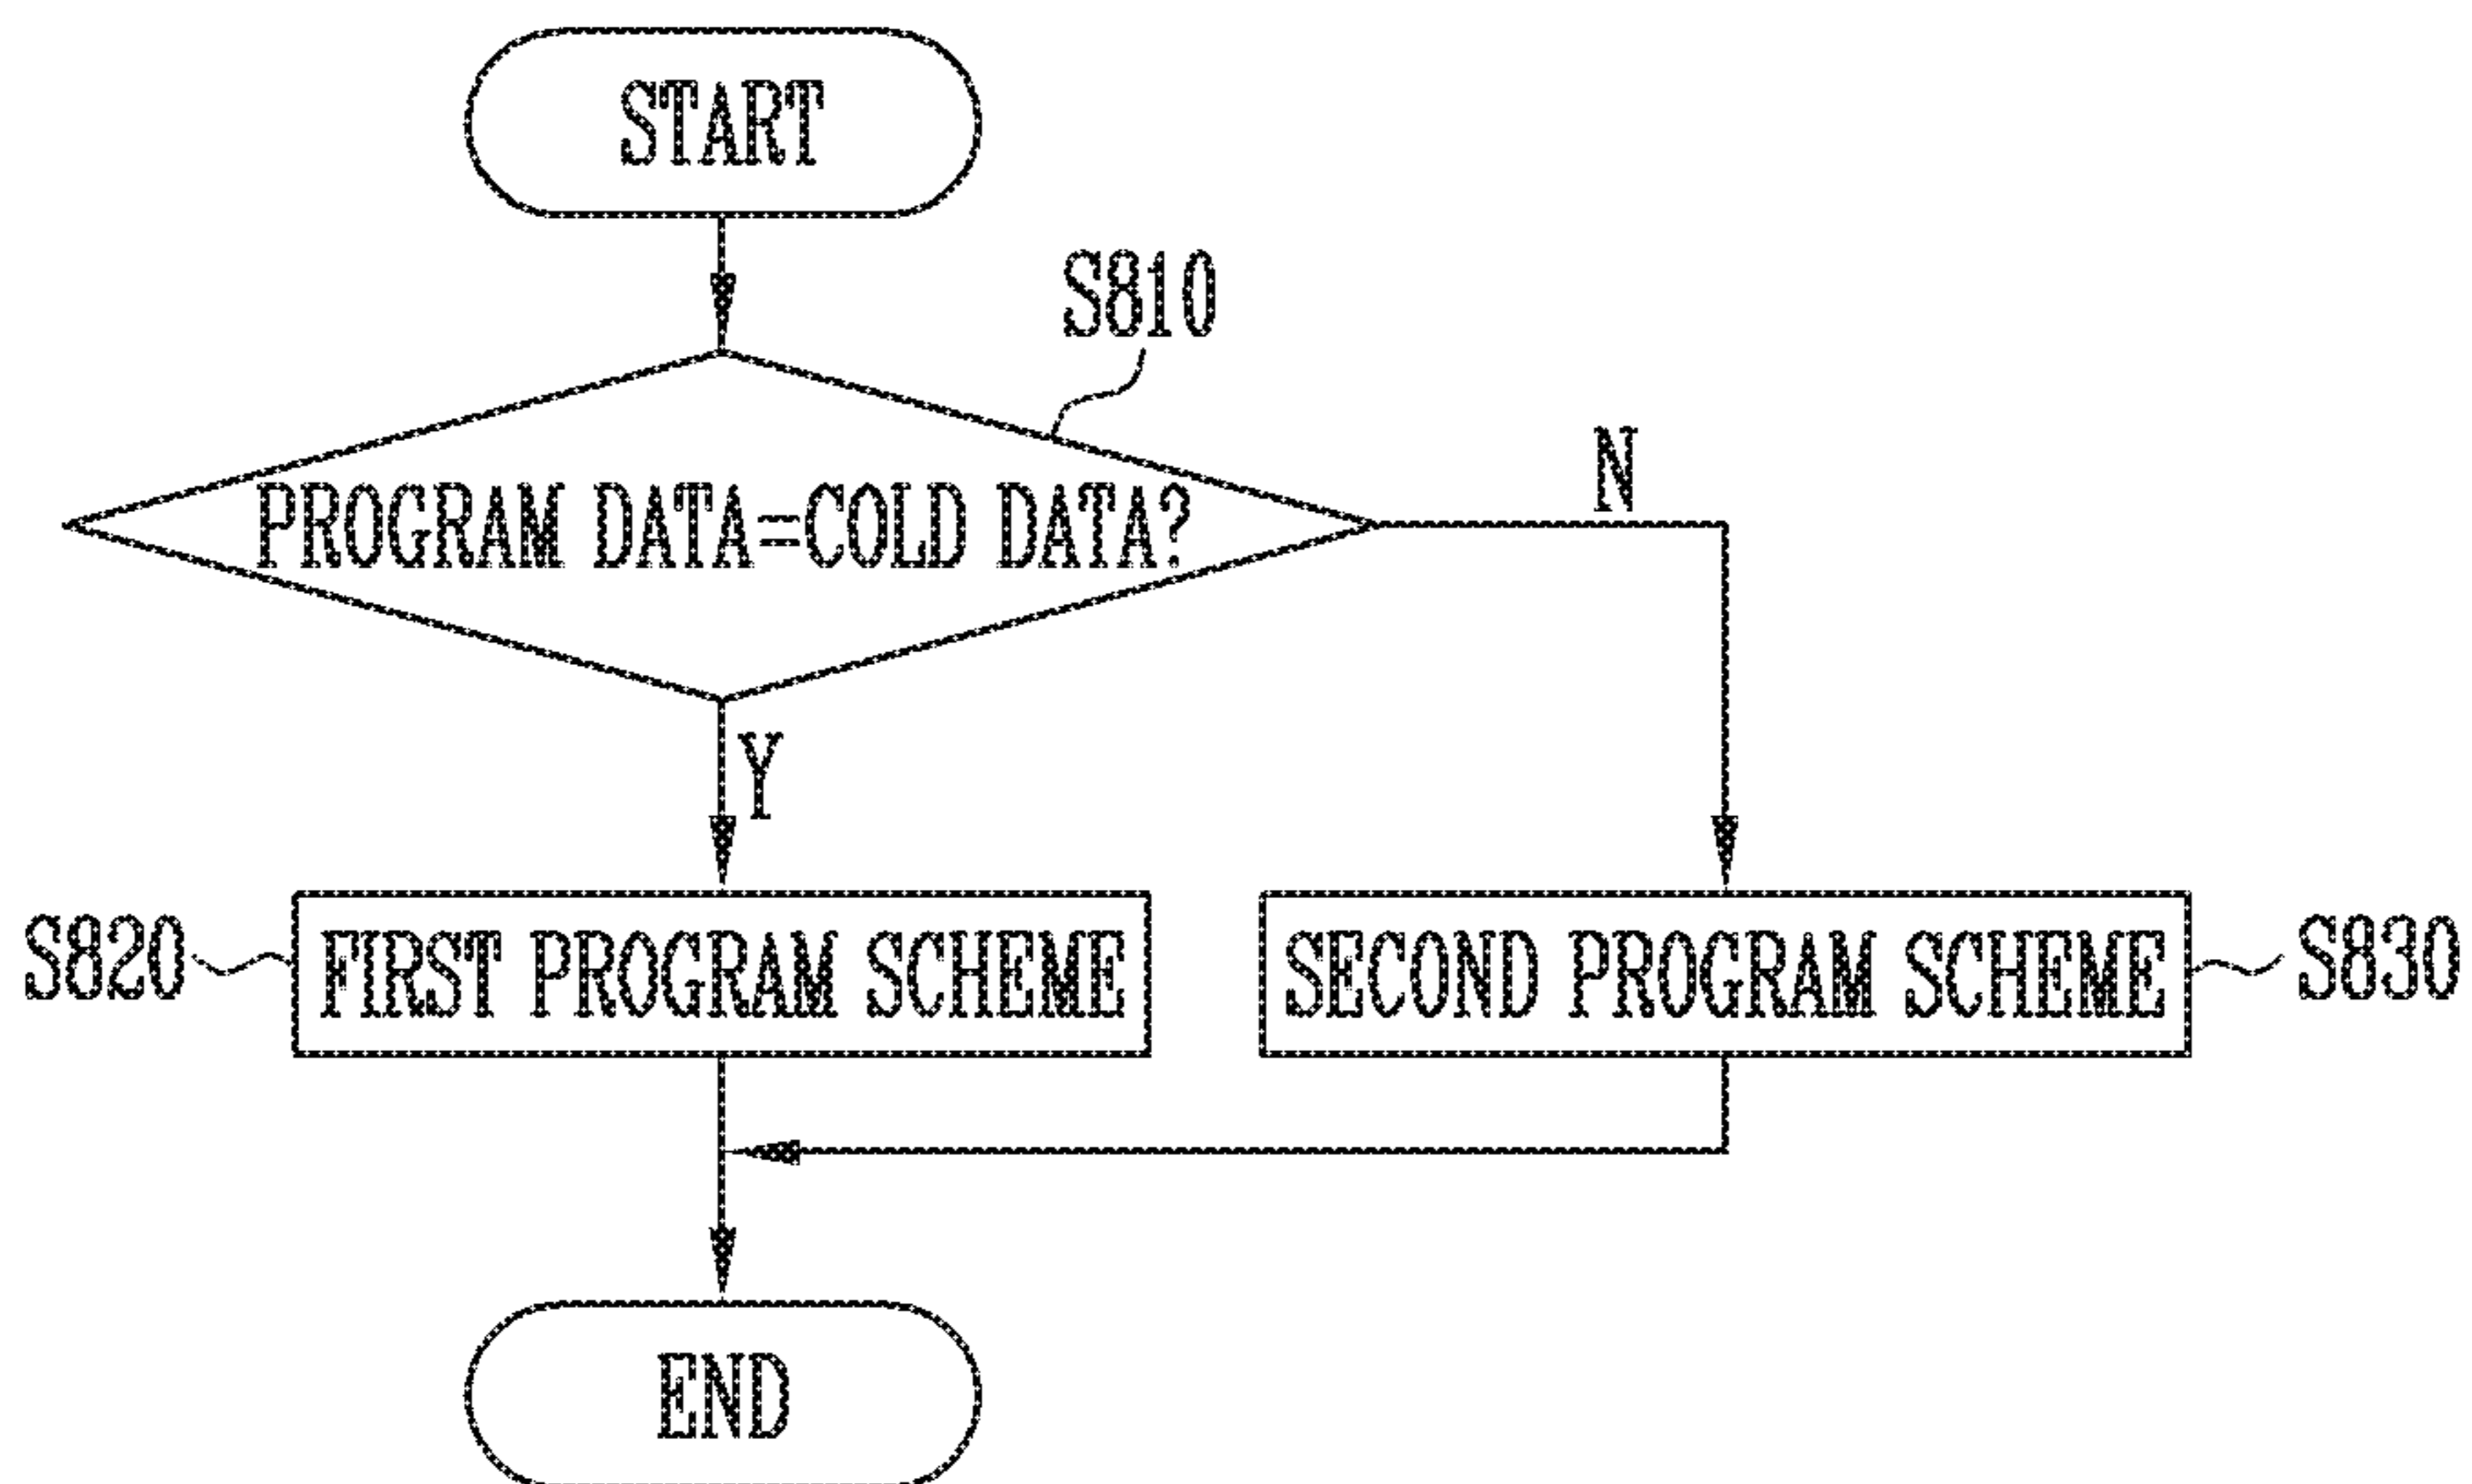 START
S810
PROGRAM DATA=COLD DATA?
N
Y
S820
FIRST PROGRAM SCHEME
SECOND PROGRAM SCHEME
S830
END